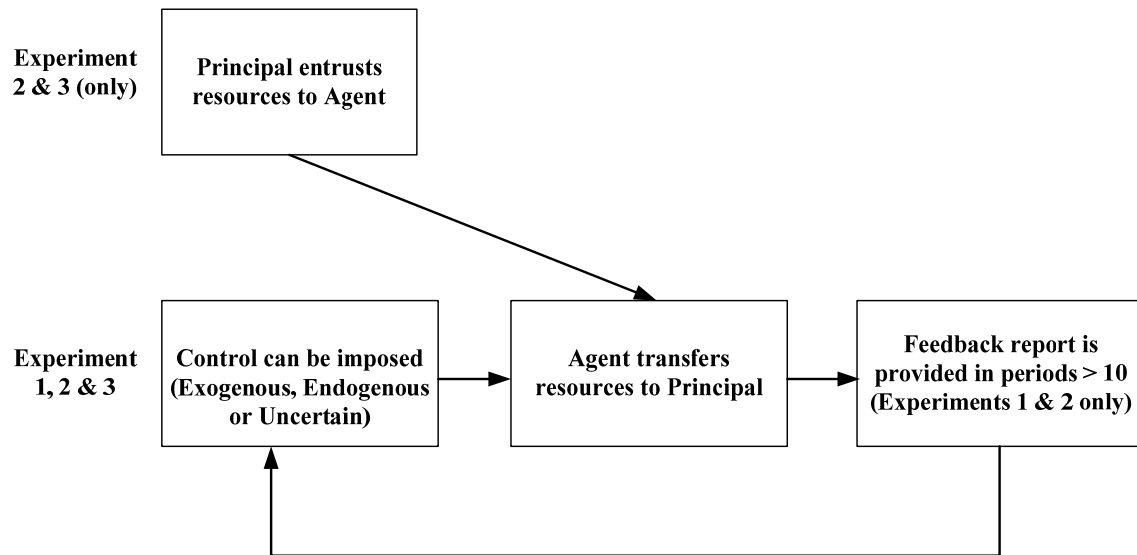 Experiment
2 & 3 (only)
Principal entrusts
resources to Agent
Experiment
1, 2 & 3
Control can be imposed
(Exogenous, Endogenous
or Uncertain)
Agent transfers
resources to Principal
Feedback report is
provided in periods > 10
(Experiments 1 & 2 only)